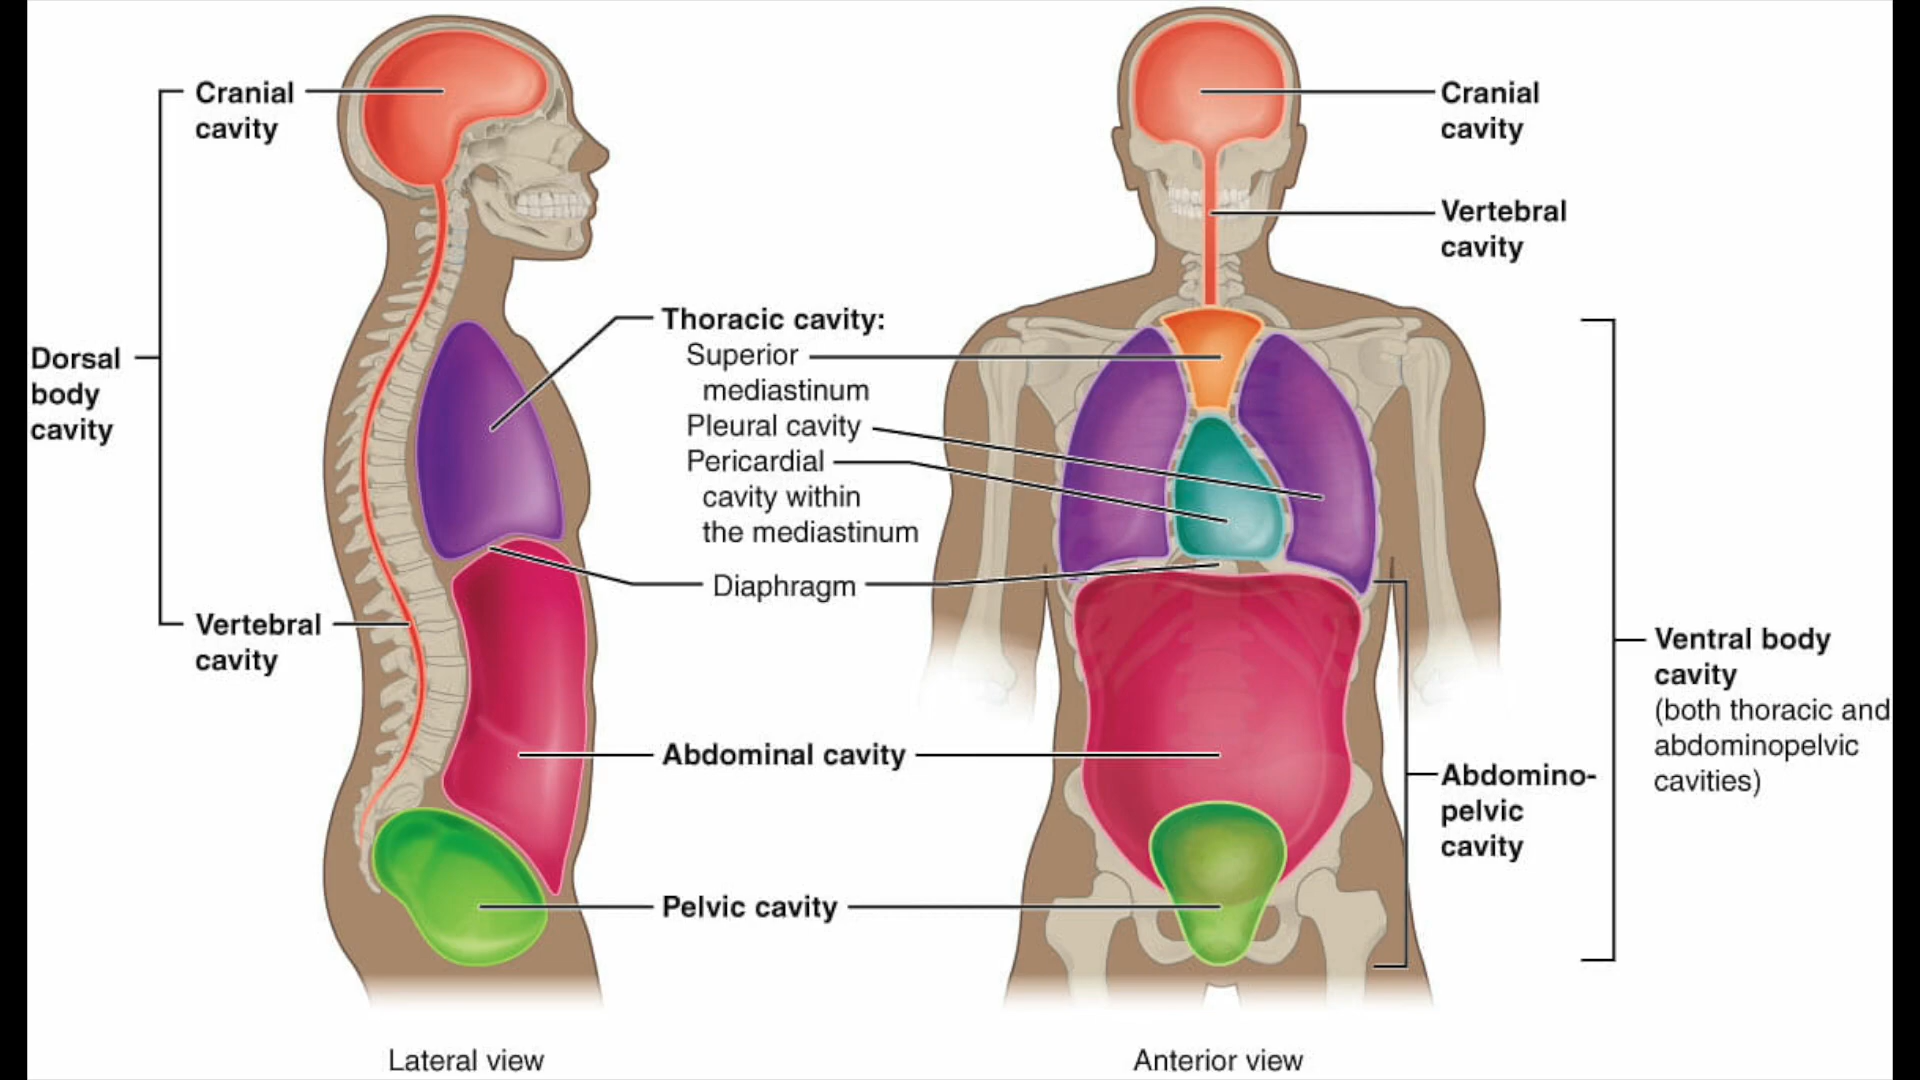 Cranial
cavity
Dorsal
body
cavity
Vertebral
cavity
Thoracic cavity:
Superior
mediastinum
Pleural cavity
Pericardial
cavity within
the mediastinum
Diaphragm
Abdominal cavity
Pelvic cavity
Cranial
cavity
Vertebral
cavity
Abdomino-
pelvic
cavity
Ventral body
cavity
(both thoracic and
abdominopelvic
cavities)
Lateral view
Anterior view